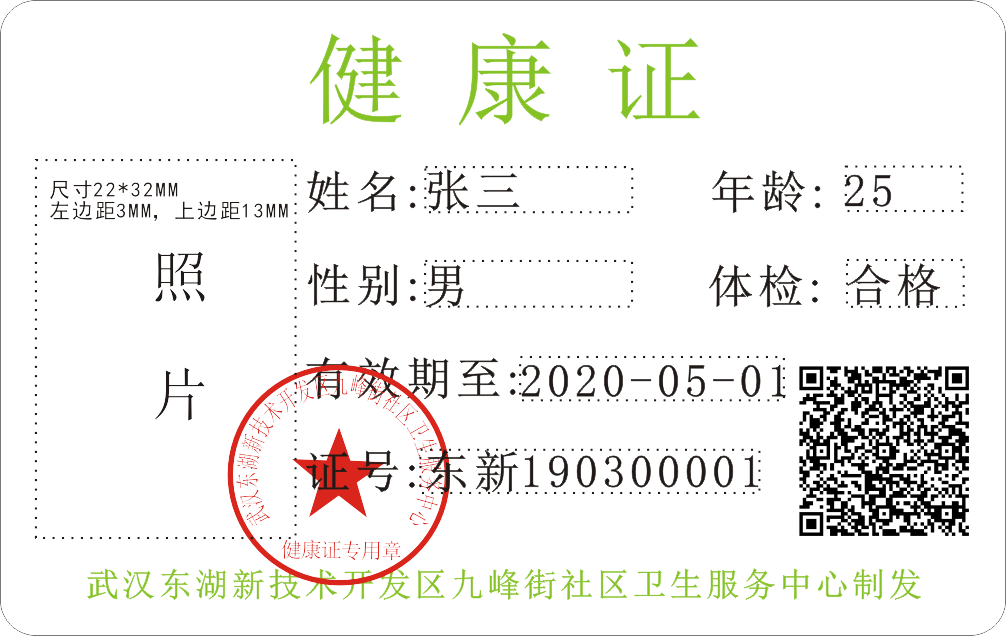 健康证
尺寸22*32MM
左边距3MM，上边距13MM
照
片
姓名:张三
年龄:25
性别:男
体检:合格
有效期至:2020-05-01
证号:东新190300001
武汉东湖新技术开发区九峰街社区卫生服务中心
健康证专用章
武汉东湖新技术开发区九峰街社区卫生服务中心制发